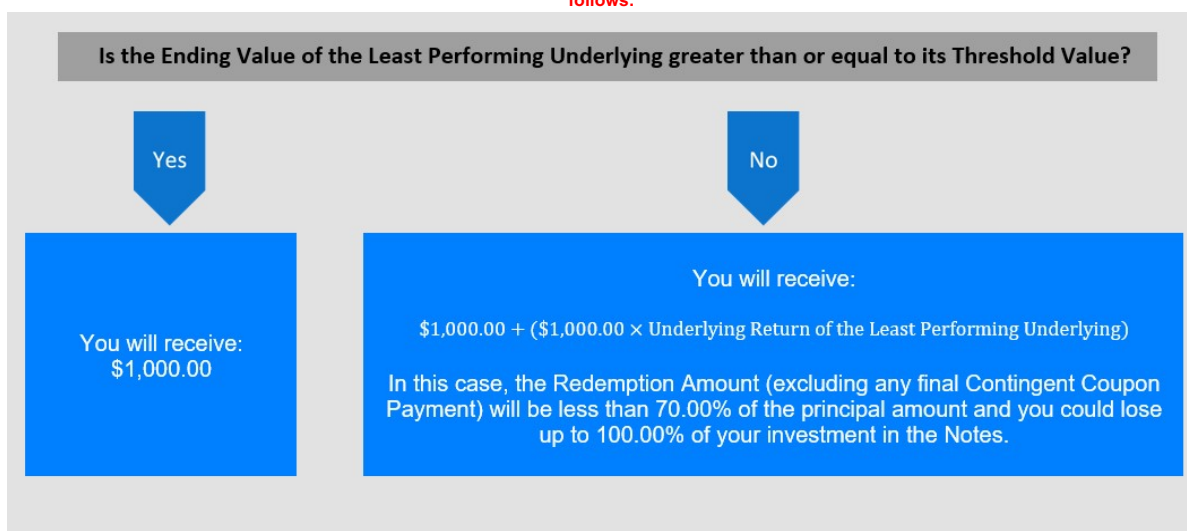 follows:
Is the Ending Value of the Least Performing Underlying greater than or equal to its Threshold Value?
Yes
No
You will receive:
$1,000.00
You will receive:
$1,000.00 + ($1,000.00 × Underlying Return of the Least Performing Underlying)
In this case, the Redemption Amount (excluding any final Contingent Coupon
Payment) will be less than 70.00% of the principal amount and you could lose
up to 100.00% of your investment in the Notes.